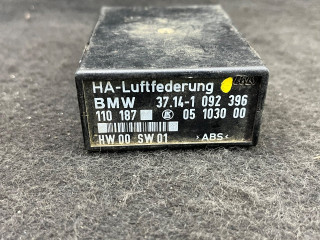 HA-Luftfederung
BMW 37.14-1 092 396
110 187 05 1030 00
HW 00 SW 01 >ABS<